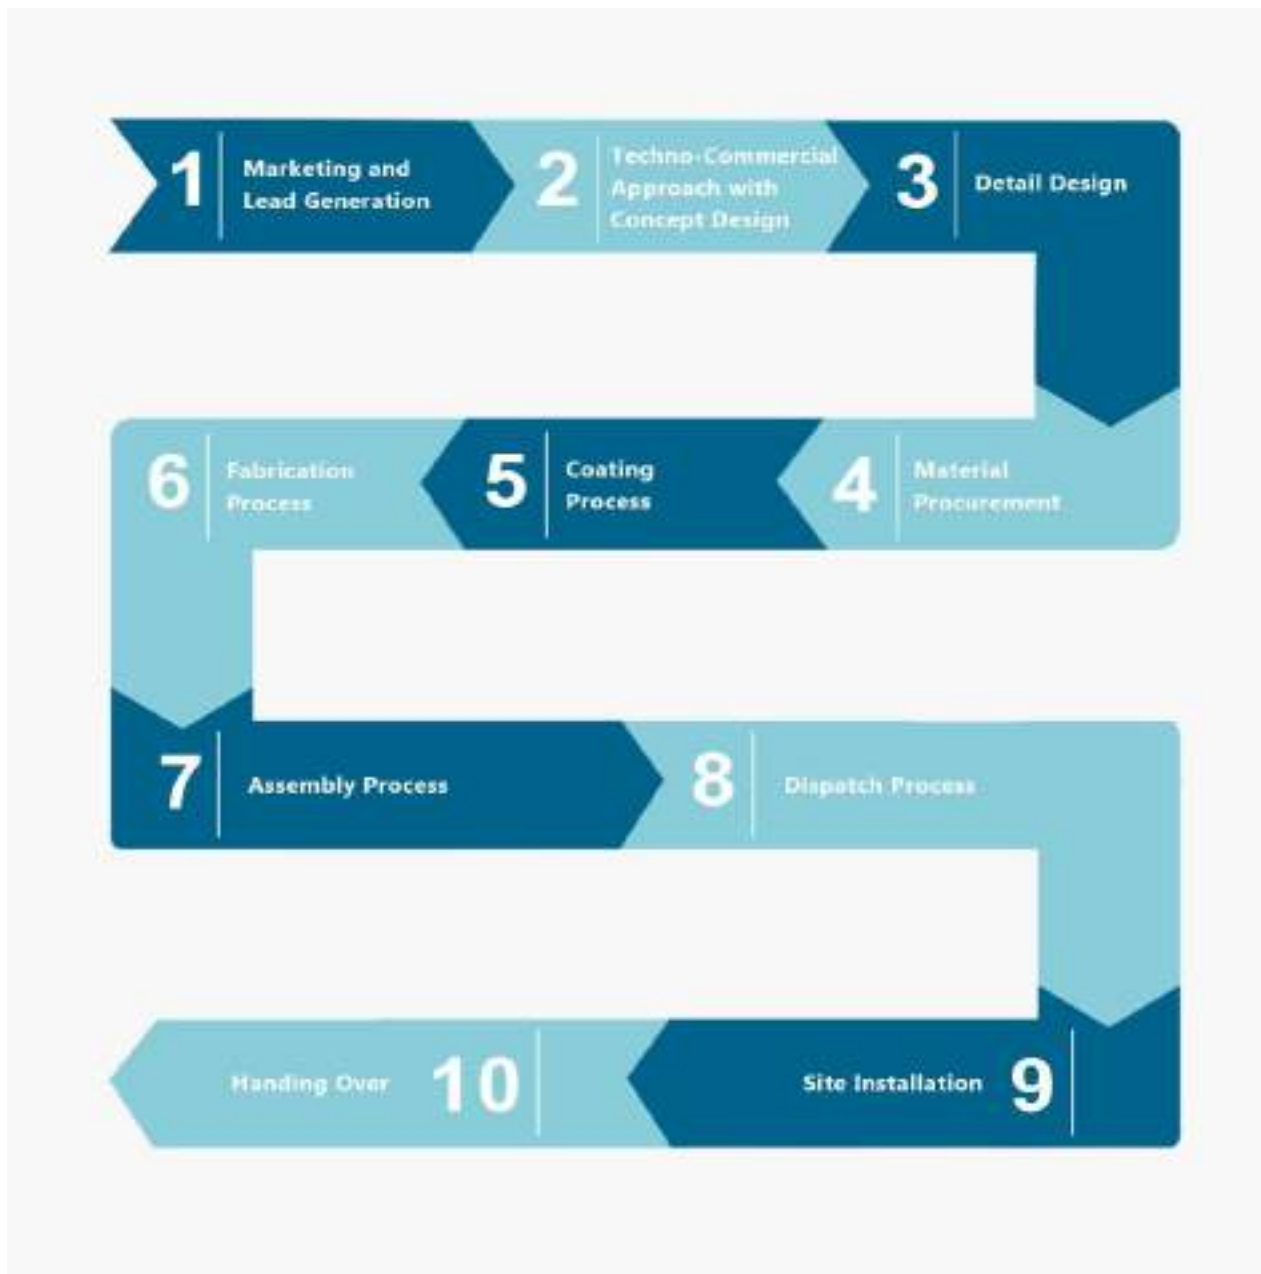 1
Marketing and
Lead Generation
2
Techno-Commercial
Approach with
Concept Design
3
Detail Design
4
Material
Procurement
5
Coating
Process
6
Fabrication
Process
7
Assembly Process
8
Dispatch Process
9
Site Installation
10
Handing Over